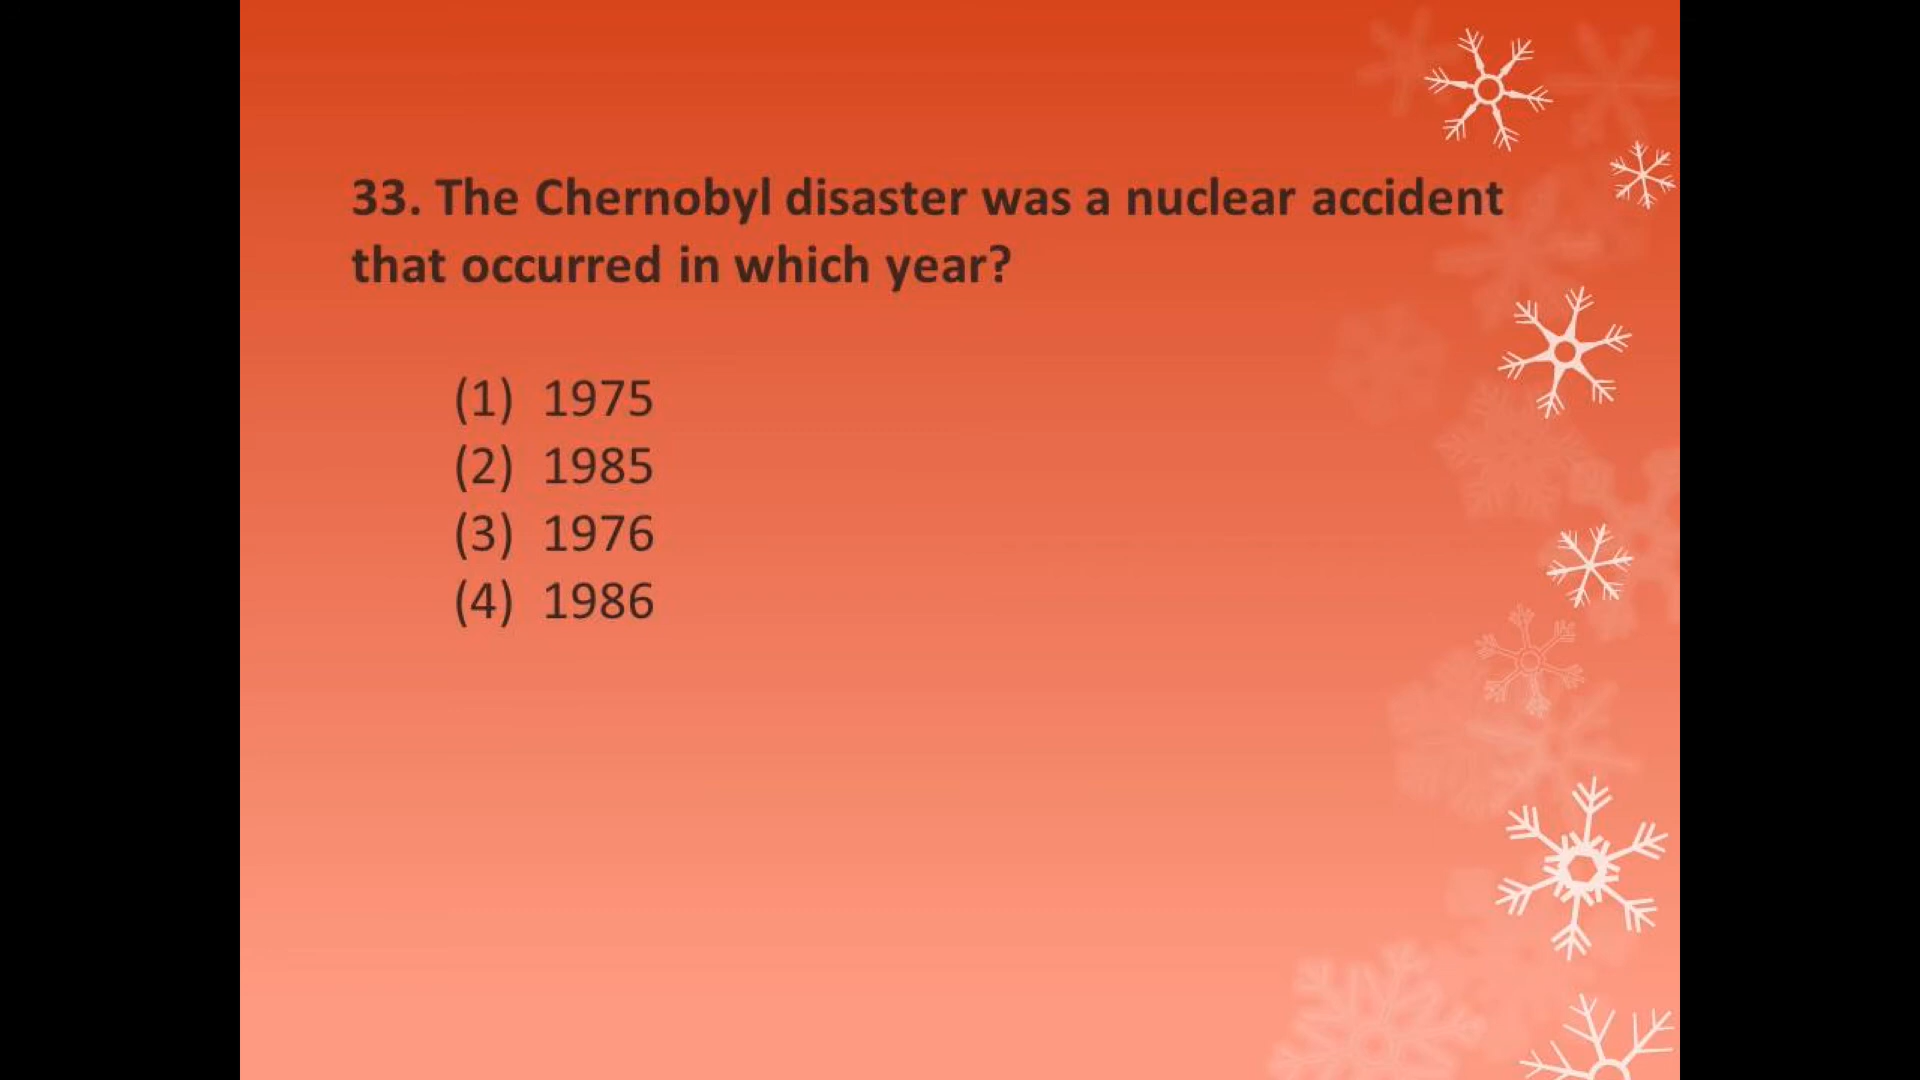 33. The Chernobyl disaster was a nuclear accident
that occurred in which year?
(1) 1975
(2) 1985
(3) 1976
(4) 1986